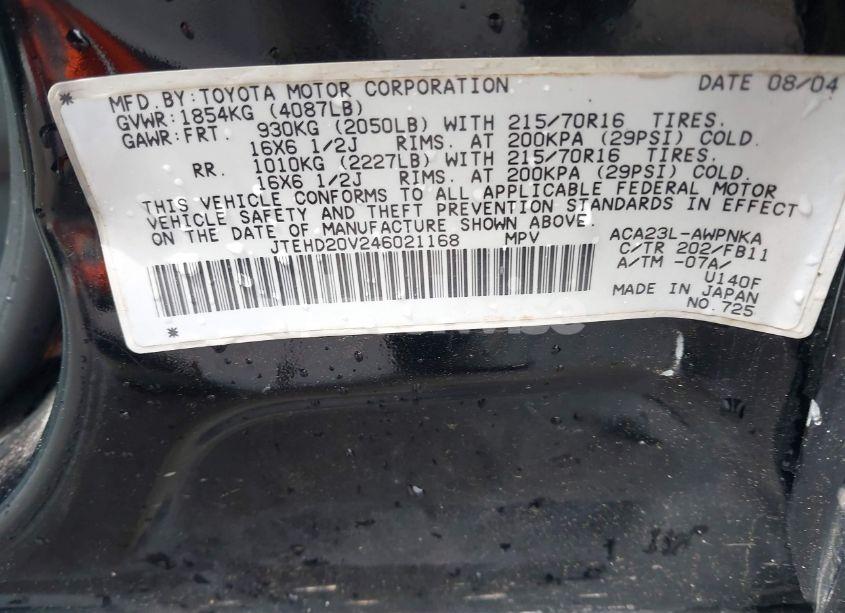 MFD. BY: TOYOTA MOTOR CORPORATION DATE 08/04
GVWR: 1854KG (4087LB)
GAWR: FRT. 930KG (2050LB) WITH 215/70R16 TIRES.
16X6 1/2J RIMS. AT 200KPA (29PSI) COLD.
RR. 1010KG (2227LB) WITH 215/70R16 TIRES.
16X6 1/2J RIMS. AT 200KPA (29PSI) COLD.
THIS VEHICLE CONFORMS TO ALL APPLICABLE FEDERAL MOTOR
VEHICLE SAFETY AND THEFT PREVENTION STANDARDS IN EFFECT
ON THE DATE OF MANUFACTURE SHOWN ABOVE.
JTEHD20V246021168 MPV
ACA23L-AWPNKA
C/TR 202/FB11
A/TM -07A/
U140F
MADE IN JAPAN
NO. 725